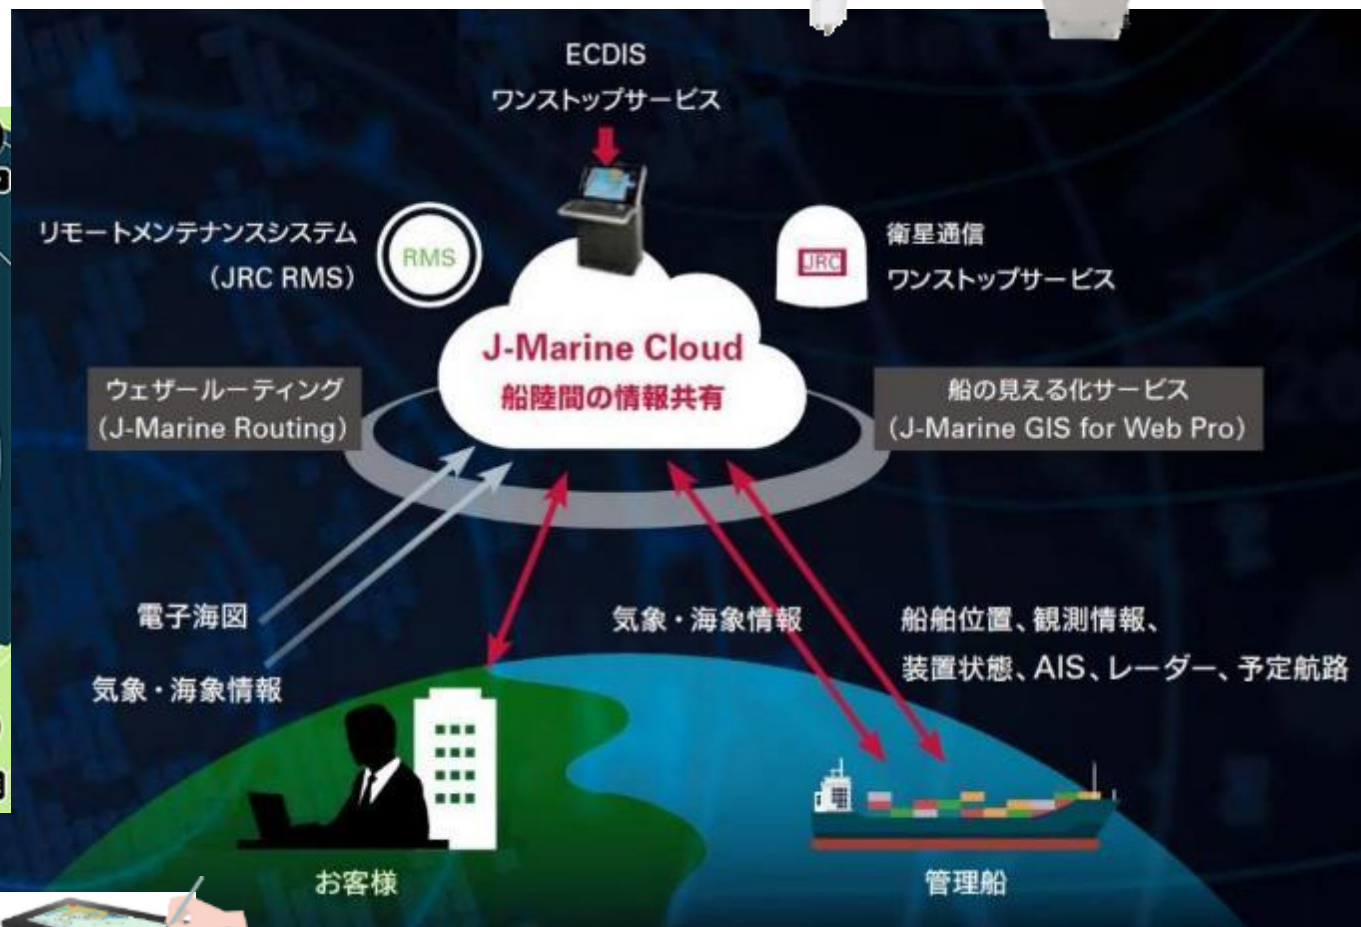 ECDIS
ワンストップサービス
リモートメンテナンスシステム
(JRC RMS)
RMS
JRC
衛星通信
ワンストップサービス
J-Marine Cloud
船陸間の情報共有
ウェザールーティング
(J-Marine Routing)
船の見える化サービス
(J-Marine GIS for Web Pro)
電子海図
気象・海象情報
気象・海象情報
船舶位置、観測情報、
装置状態、AIS、レーダー、予定航路
お客様
管理船